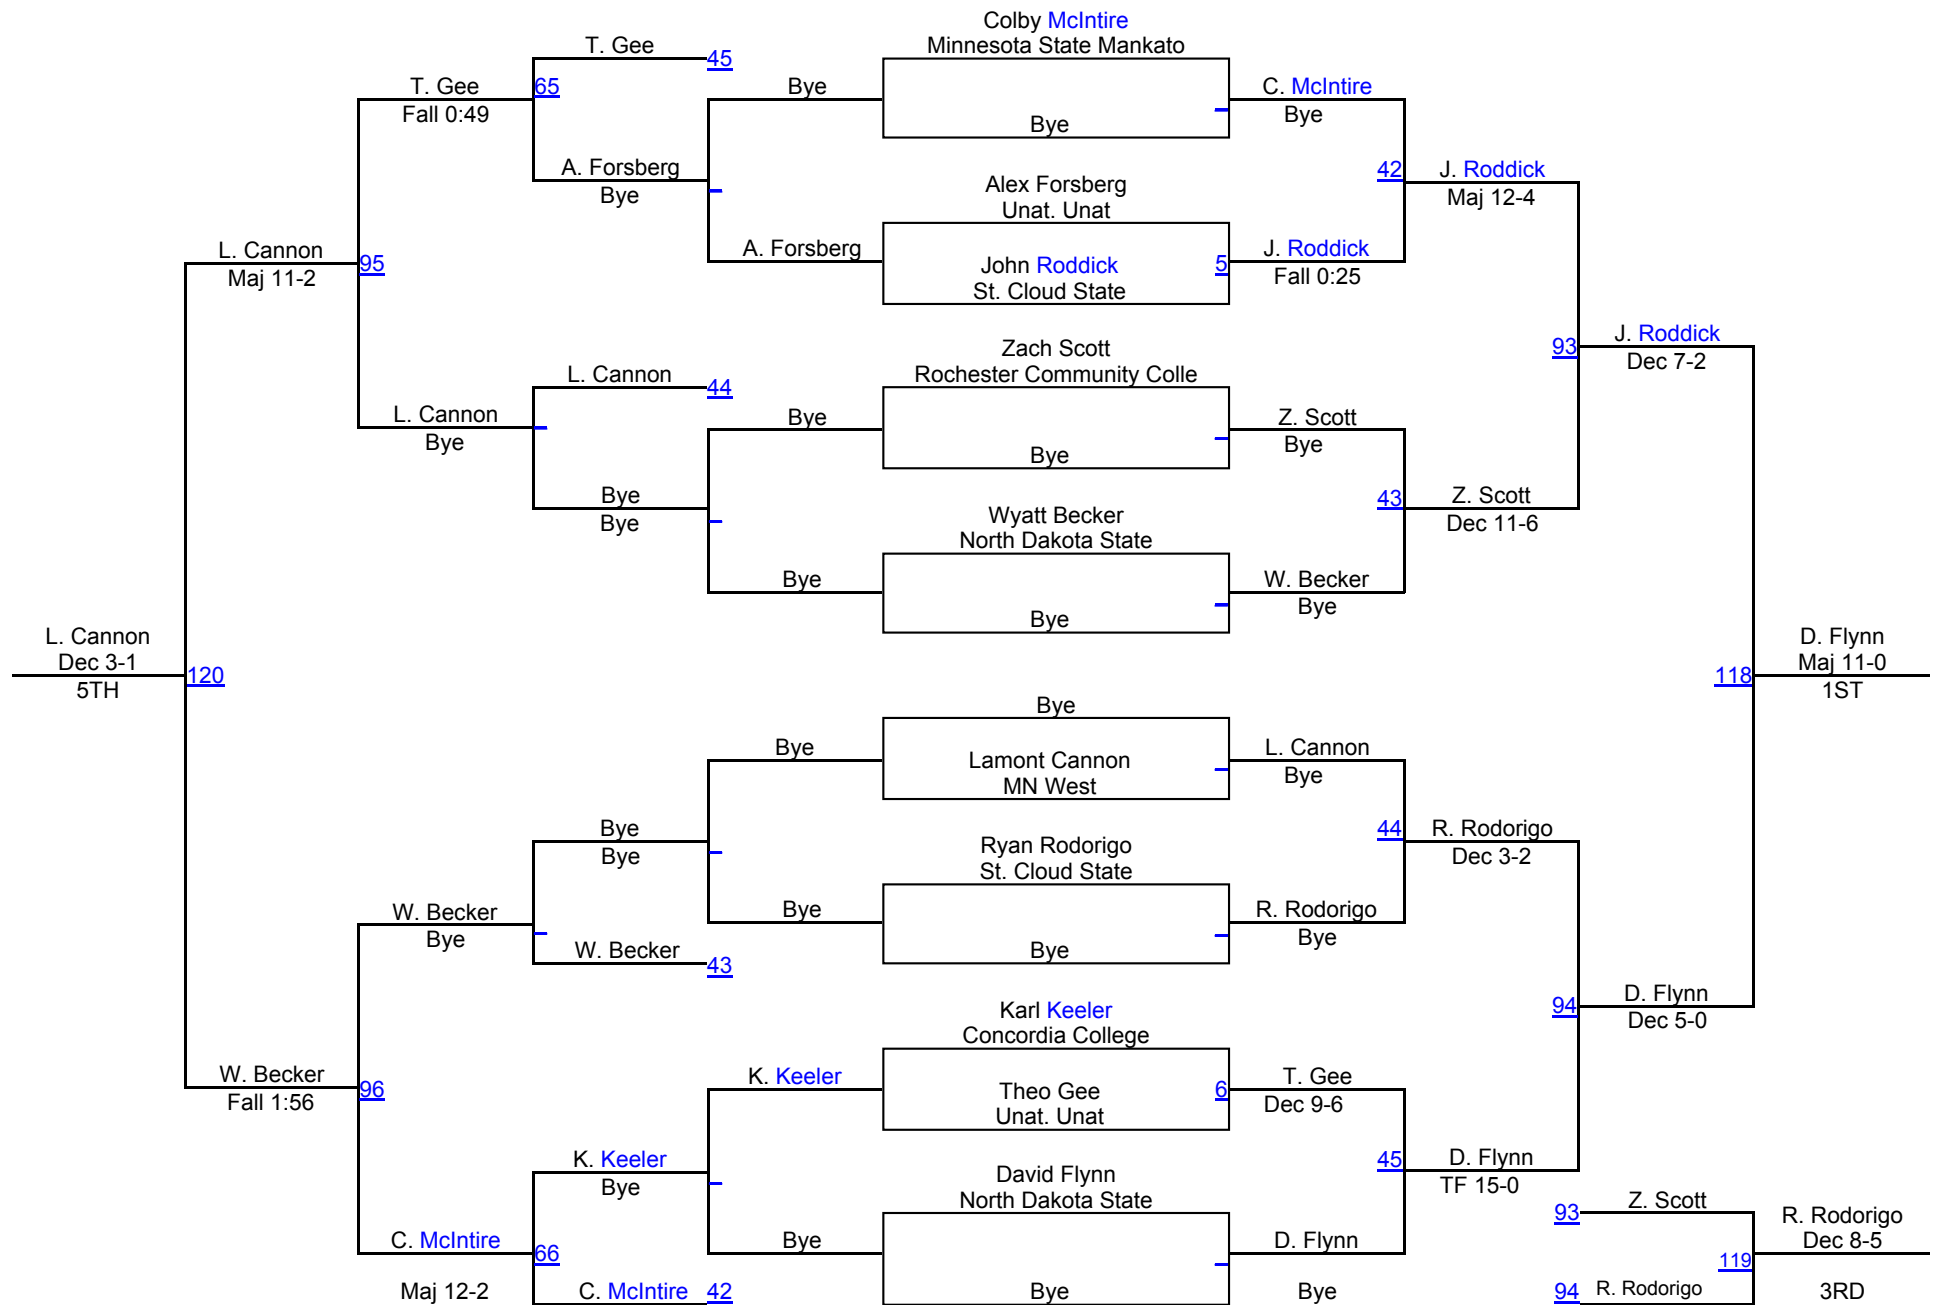 Colby McIntire
T. Gee
Minnesota State Mankato
45
T. Gee
65
Bye
C. McIntire
Fall 0:49
Bye
Bye
A. Forsberg
42
J. Roddick
Bye
Alex Forsberg
Maj 12-4
Unat. Unat
L. Cannon
A. Forsberg
J. Roddick
95
John Roddick
5
Maj 11-2
Fall 0:25
St. Cloud State
Zach Scott
93
J. Roddick
L. Cannon
Rochester Community Colle
Dec 7-2
44
L. Cannon
Bye
Z. Scott
Bye
Bye
Bye
Bye
43
Z. Scott
Bye
Wyatt Becker
Dec 11-6
North Dakota State
Bye
W. Becker
Bye
Bye
L. Cannon
D. Flynn
Dec 3-1
Maj 11-0
120
118
5TH
1ST
Bye
Bye
L. Cannon
Lamont Cannon
Bye
MN West
Bye
44
R. Rodorigo
Bye
Ryan Rodorigo
Dec 3-2
St. Cloud State
W. Becker
Bye
R. Rodorigo
Bye
Bye
W. Becker
Bye
43
Karl Keeler
94
D. Flynn
Concordia College
Dec 5-0
W. Becker
K. Keeler
T. Gee
96
Theo Gee
6
Fall 1:56
Dec 9-6
Unat. Unat
K. Keeler
45
D. Flynn
Bye
David Flynn
TF 15-0
North Dakota State
Z. Scott
93
R. Rodorigo
C. McIntire
Bye
D. Flynn
Dec 8-5
66
119
Maj 12-2
C. McIntire
42
Bye
Bye
94
R. Rodorigo
3RD